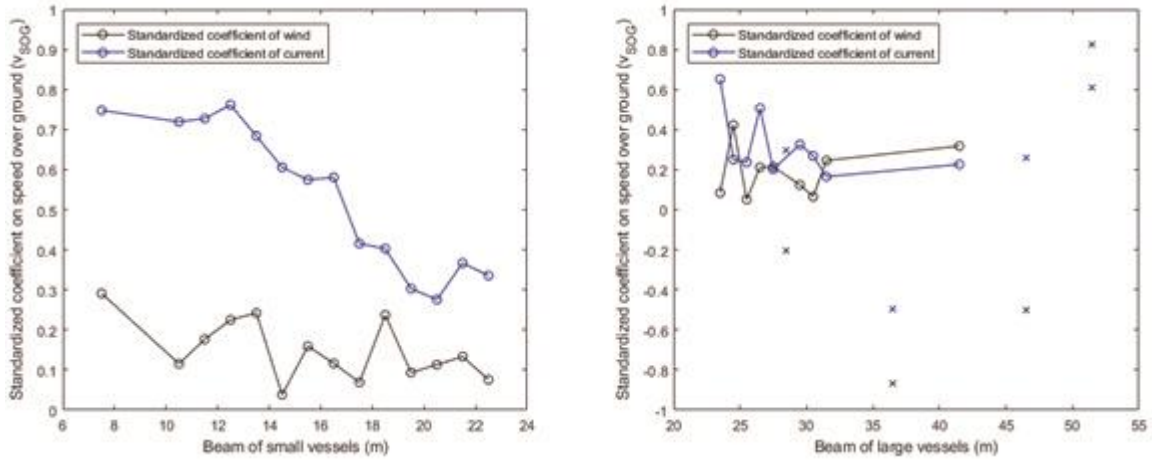 Standardized coefficient on speed over ground (v_SOG)
1
0.9
0.8
0.7
0.6
0.5
0.4
0.3
0.2
0.1
0
Standardized coefficient of wind
Standardized coefficient of current
6 8 10 12 14 16 18 20 22 24
Beam of small vessels (m)
Standardized coefficient on speed over ground (v_SOG)
1
0.8
0.6
0.4
0.2
0
-0.2
-0.4
-0.6
-0.8
-1
Standardized coefficient of wind
Standardized coefficient of current
20 25 30 35 40 45 50 55
Beam of large vessels (m)